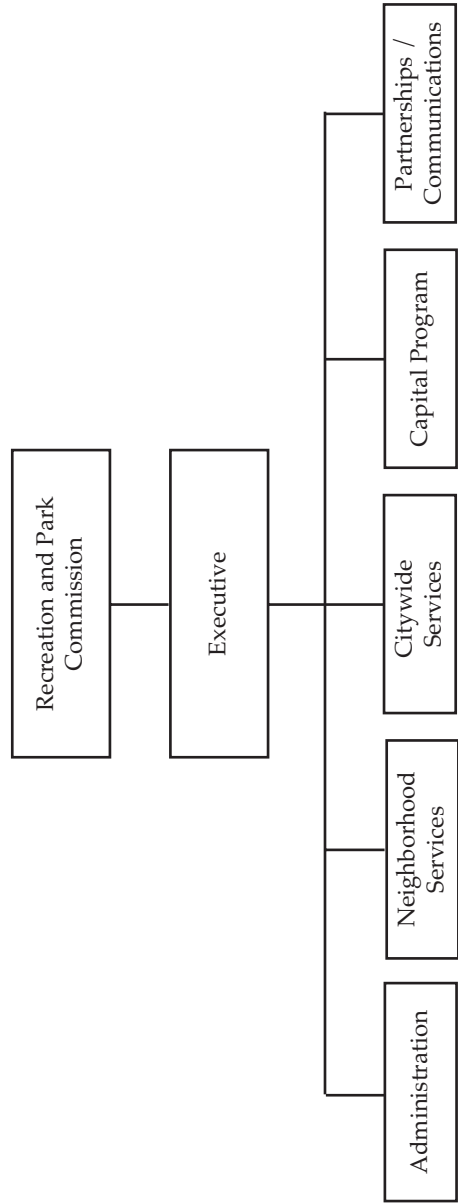 Recreation and Park
Commission
Executive
Administration
Neighborhood
Services
Citywide
Services
Capital Program
Partnerships /
Communications